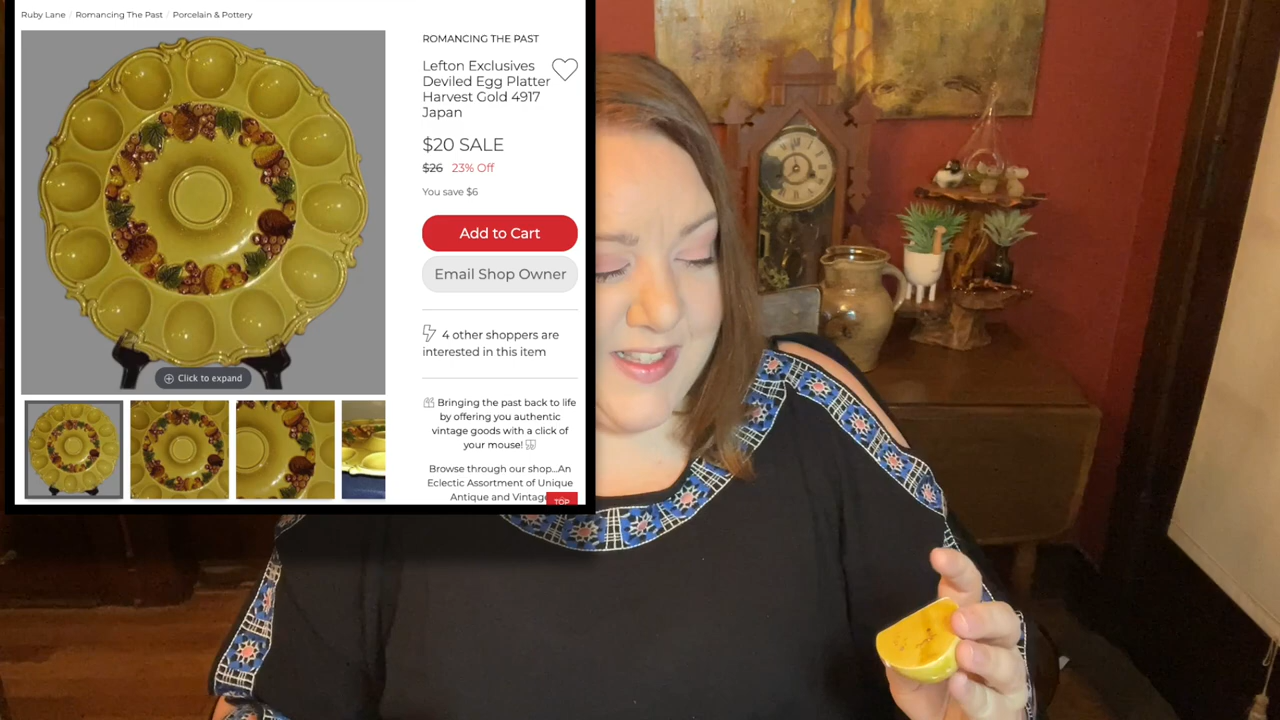 Ruby Lane / Romancing The Past / Porcelain & Pottery
ROMANCING THE PAST
Lefton Exclusives
Deviled Egg Platter
Harvest Gold 4917
Japan
$20 SALE
$26 23% Off
You save $6
Add to Cart
Email Shop Owner
4 other shoppers are
interested in this item
Click to expand
Bringing the past back to life
by offering you authentic
vintage goods with a click of
your mouse!
Browse through our shop...An
Eclectic Assortment of Unique
Antique and Vintage
TOP